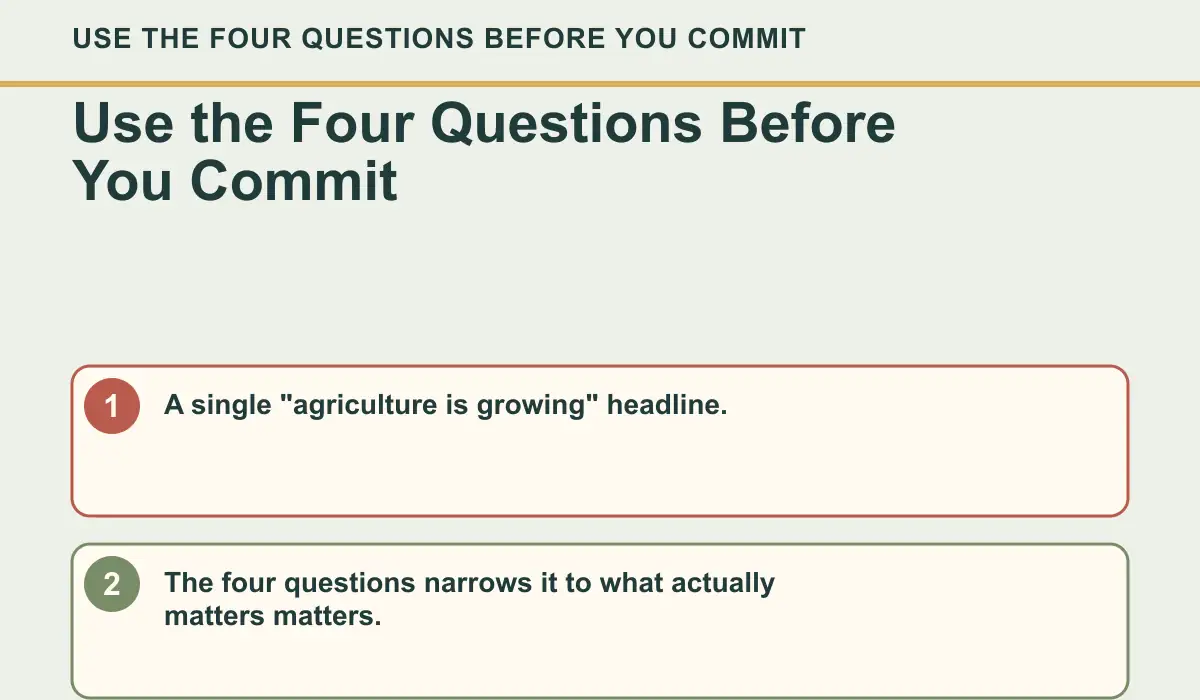 USE THE FOUR QUESTIONS BEFORE YOU COMMIT
Use the Four Questions Before
You Commit
1
A single "agriculture is growing" headline.
2
The four questions narrows it to what actually
matters matters.